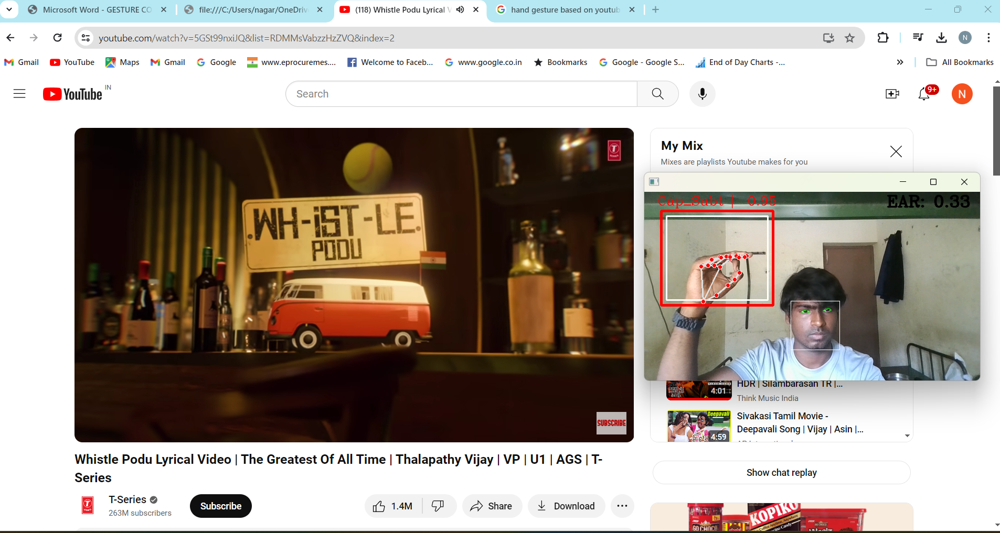 Microsoft Word - GESTURE CO
file:///C:/Users/nagar/OneDriv
(118) Whistle Podu Lyrical V
hand gesture based on youtub
youtube.com/watch?v=5GSt99nxiJQ&list=RDMMsVabzzHzZVQ&index=2
N
Gmail
YouTube
Maps
Gmail
Google
www.eprocuremes....
Welcome to Faceb...
www.google.co.in
Bookmarks
Google - Google S...
End of Day Charts -...
All Bookmarks
YouTube IN
Search
9+
N
T
SERIES
WH-iST-LE
PODU
SUBSCRIBE
My Mix
Mixes are playlists Youtube makes for you
Cap_Subt | 0.95
EAR: 0.33
4:01
HDR | Silambarasan TR |...
Think Music India
Deepavali
4:59
Sivakasi Tamil Movie -
Deepavali Song | Vijay | Asin |...
Show chat replay
Whistle Podu Lyrical Video | The Greatest Of All Time | Thalapathy Vijay | VP | U1 | AGS | T-
Series
T-Series
263M subscribers
Subscribe
1.4M
Share
Download
KOPIKO
GO CHOCO